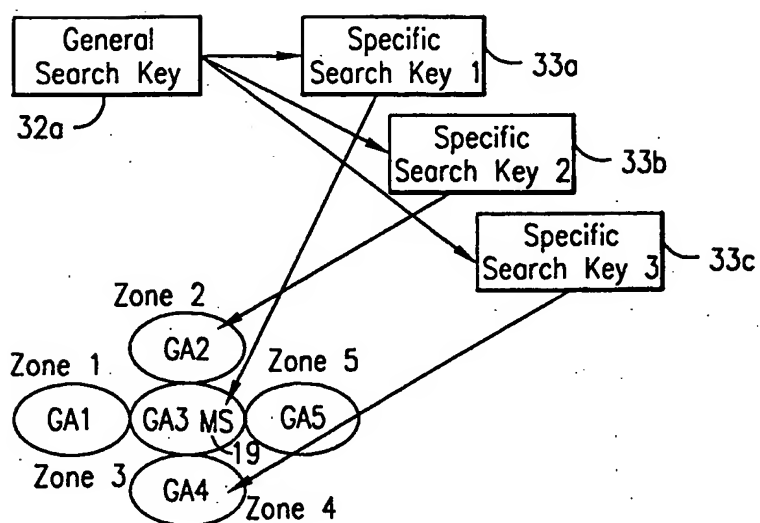 General
Search Key
32a
Specific
Search Key 1
33a
Specific
Search Key 2
33b
Specific
Search Key 3
33c
Zone 2
GA2
Zone 1
Zone 5
GA1
GA3 MS
GA5
19
Zone 3
GA4
Zone 4